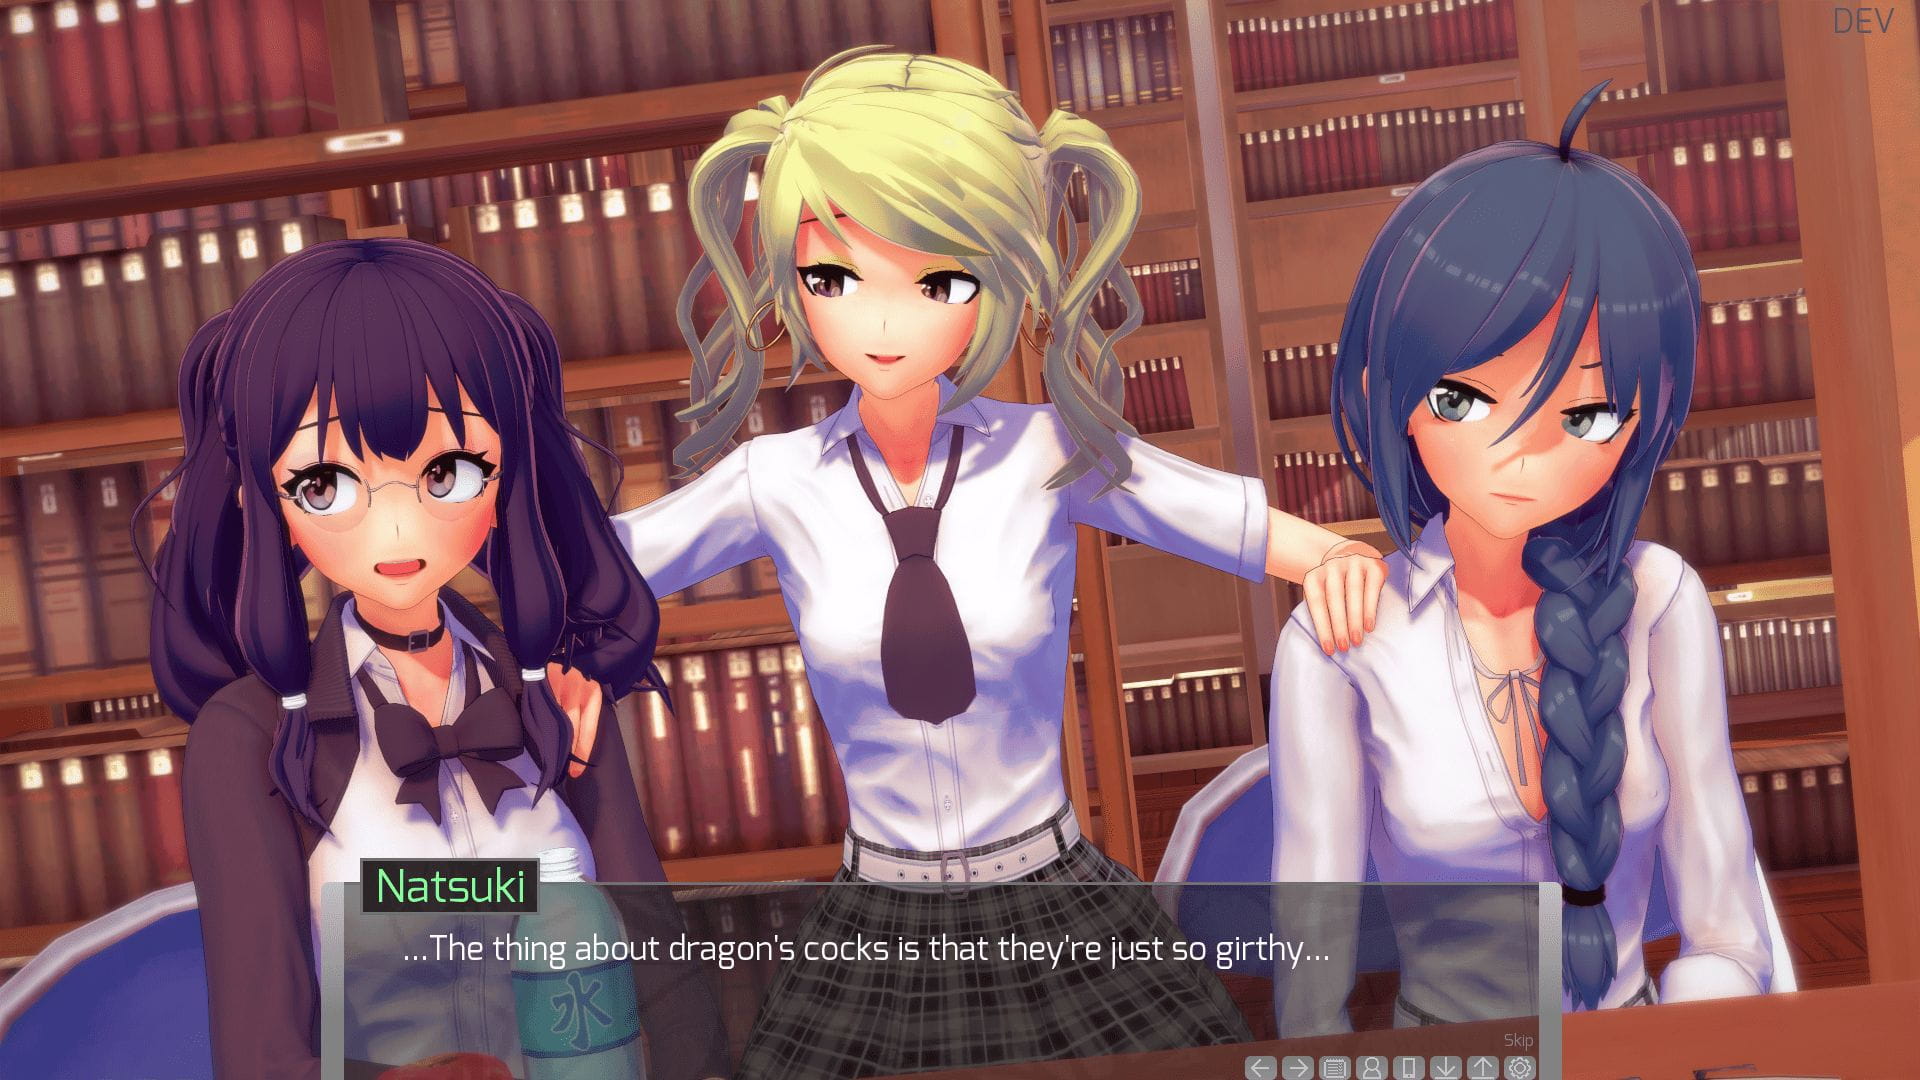 DEV
Natsuki
...The thing about dragon's cocks is that they're just so girthy...
水
Skip